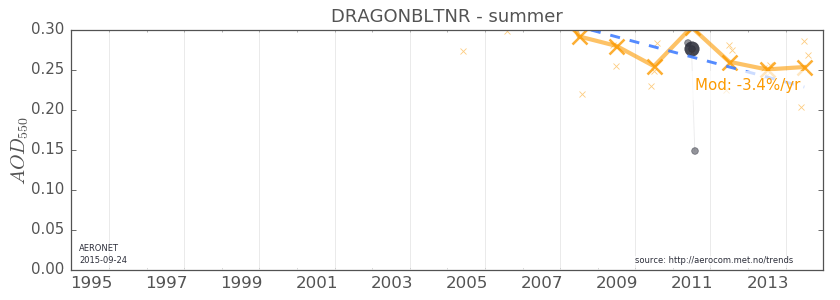 DRAGONBLTNR - summer
0.30
0.25
0.20
0.15
0.10
0.05
0.00
AOD550
Mod: -3.4%/yr
AERONET
2015-09-24
source: http://aerocom.met.no/trends
1995 1997 1999 2001 2003 2005 2007 2009 2011 2013